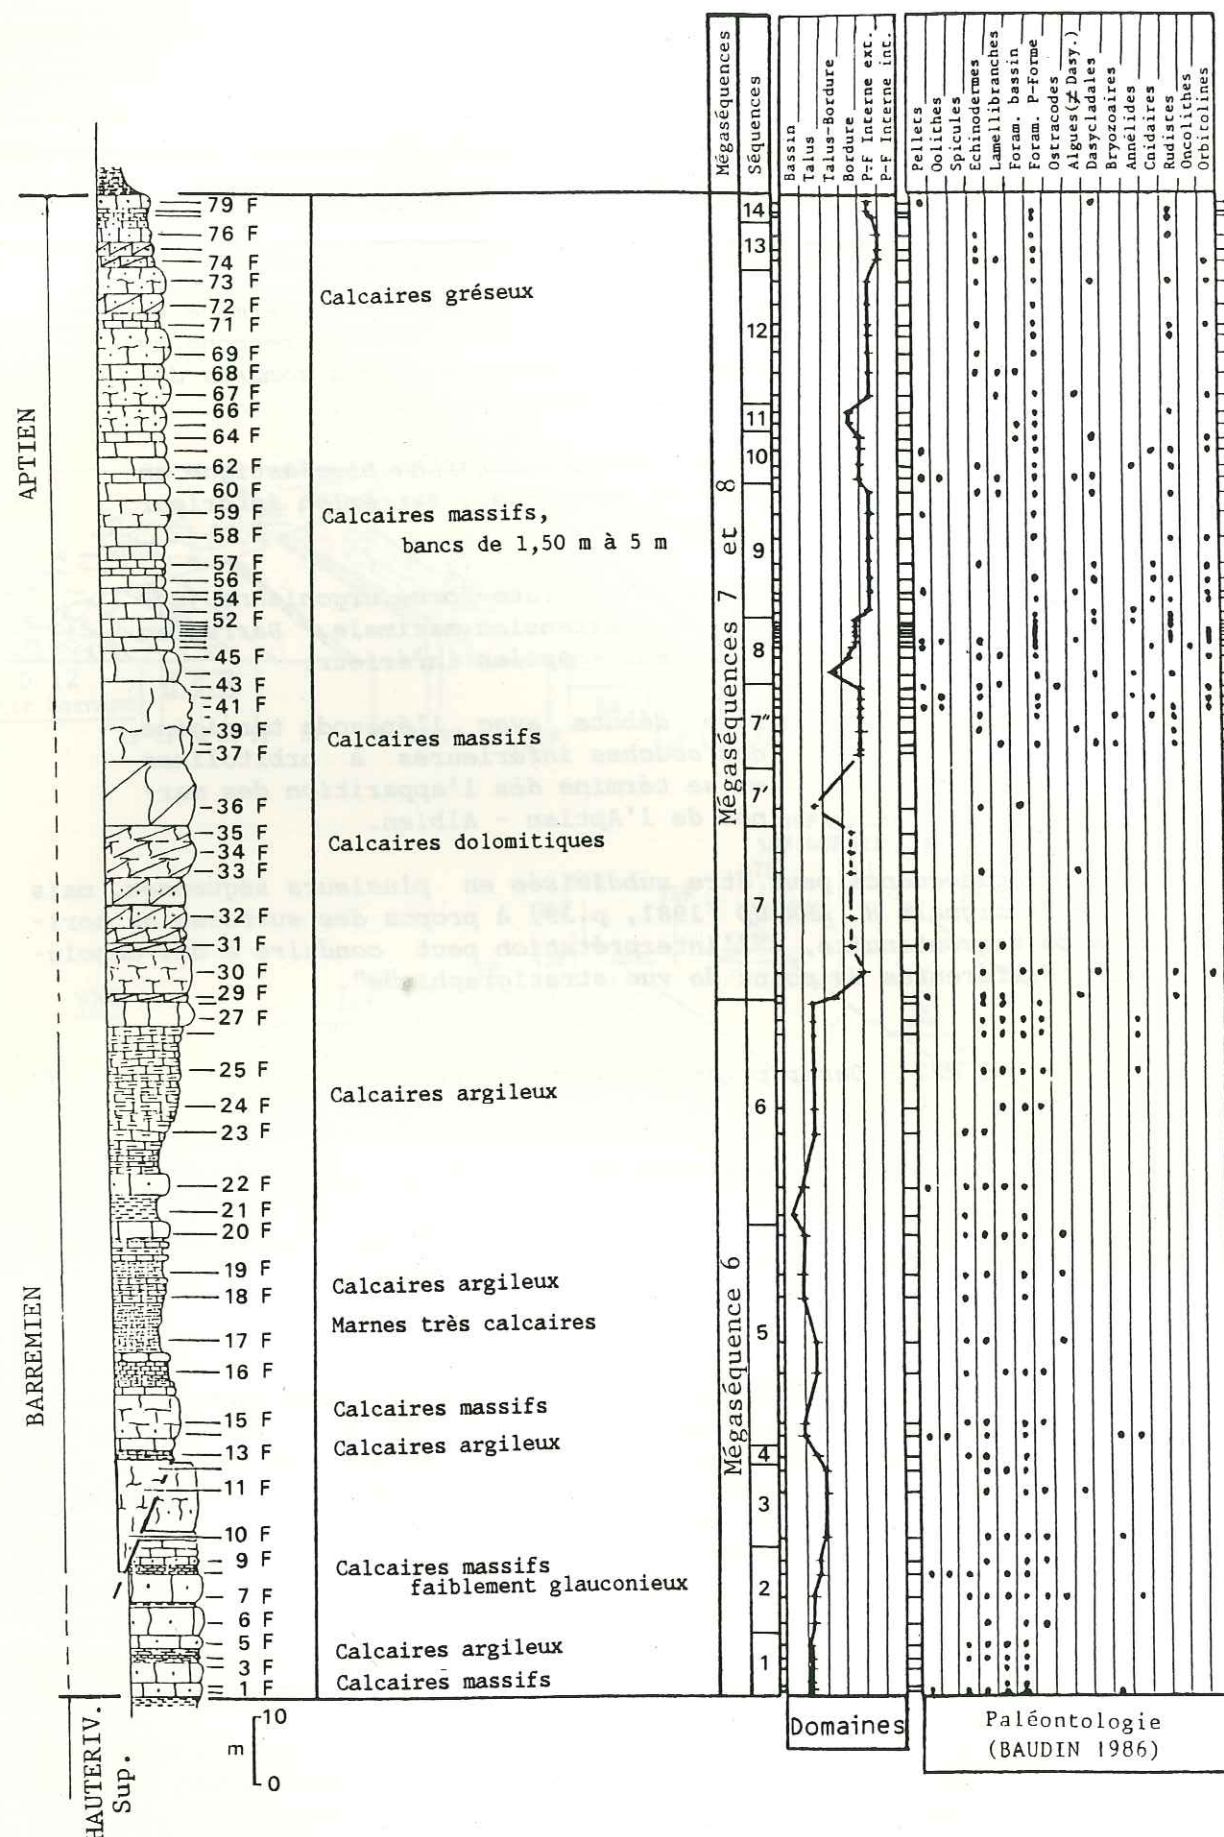 Mégaséquences
Séquences
Bassin
Talus
Talus-Bordure
Bordure
P-F Interne ext.
P-F Interne int.
Pellets
Oolithes
Spicules
Echinodermes
Lamellibranches
Foram. bassin
Foram. P-Forme
Ostracodes
Algues(≠ Dasy.)
Dasycladales
Bryozoaires
Annélides
Cnidaires
Rudistes
Oncolithes
Orbitolines
APTIEN
BARREMIEN
HAUTERIV.
Sup.
79 F
76 F
74 F
73 F
72 F
71 F
69 F
68 F
67 F
66 F
64 F
62 F
60 F
59 F
58 F
57 F
56 F
54 F
52 F
45 F
43 F
41 F
39 F
37 F
36 F
35 F
34 F
33 F
32 F
31 F
30 F
29 F
27 F
25 F
24 F
23 F
22 F
21 F
20 F
19 F
18 F
17 F
16 F
15 F
13 F
11 F
10 F
9 F
7 F
6 F
5 F
3 F
1 F
Calcaires gréseux
Calcaires massifs,
bancs de 1,50 m à 5 m
Calcaires massifs
Calcaires dolomitiques
Calcaires argileux
Calcaires argileux
Marnes très calcaires
Calcaires massifs
Calcaires argileux
Calcaires massifs
faiblement glauconieux
Calcaires argileux
Calcaires massifs
Mégaséquences 7 et 8
Mégaséquence 6
14
13
12
11
10
9
8
7"
7'
7
6
5
4
3
2
1
Domaines
Paléontologie
(BAUDIN 1986)
10
m
0